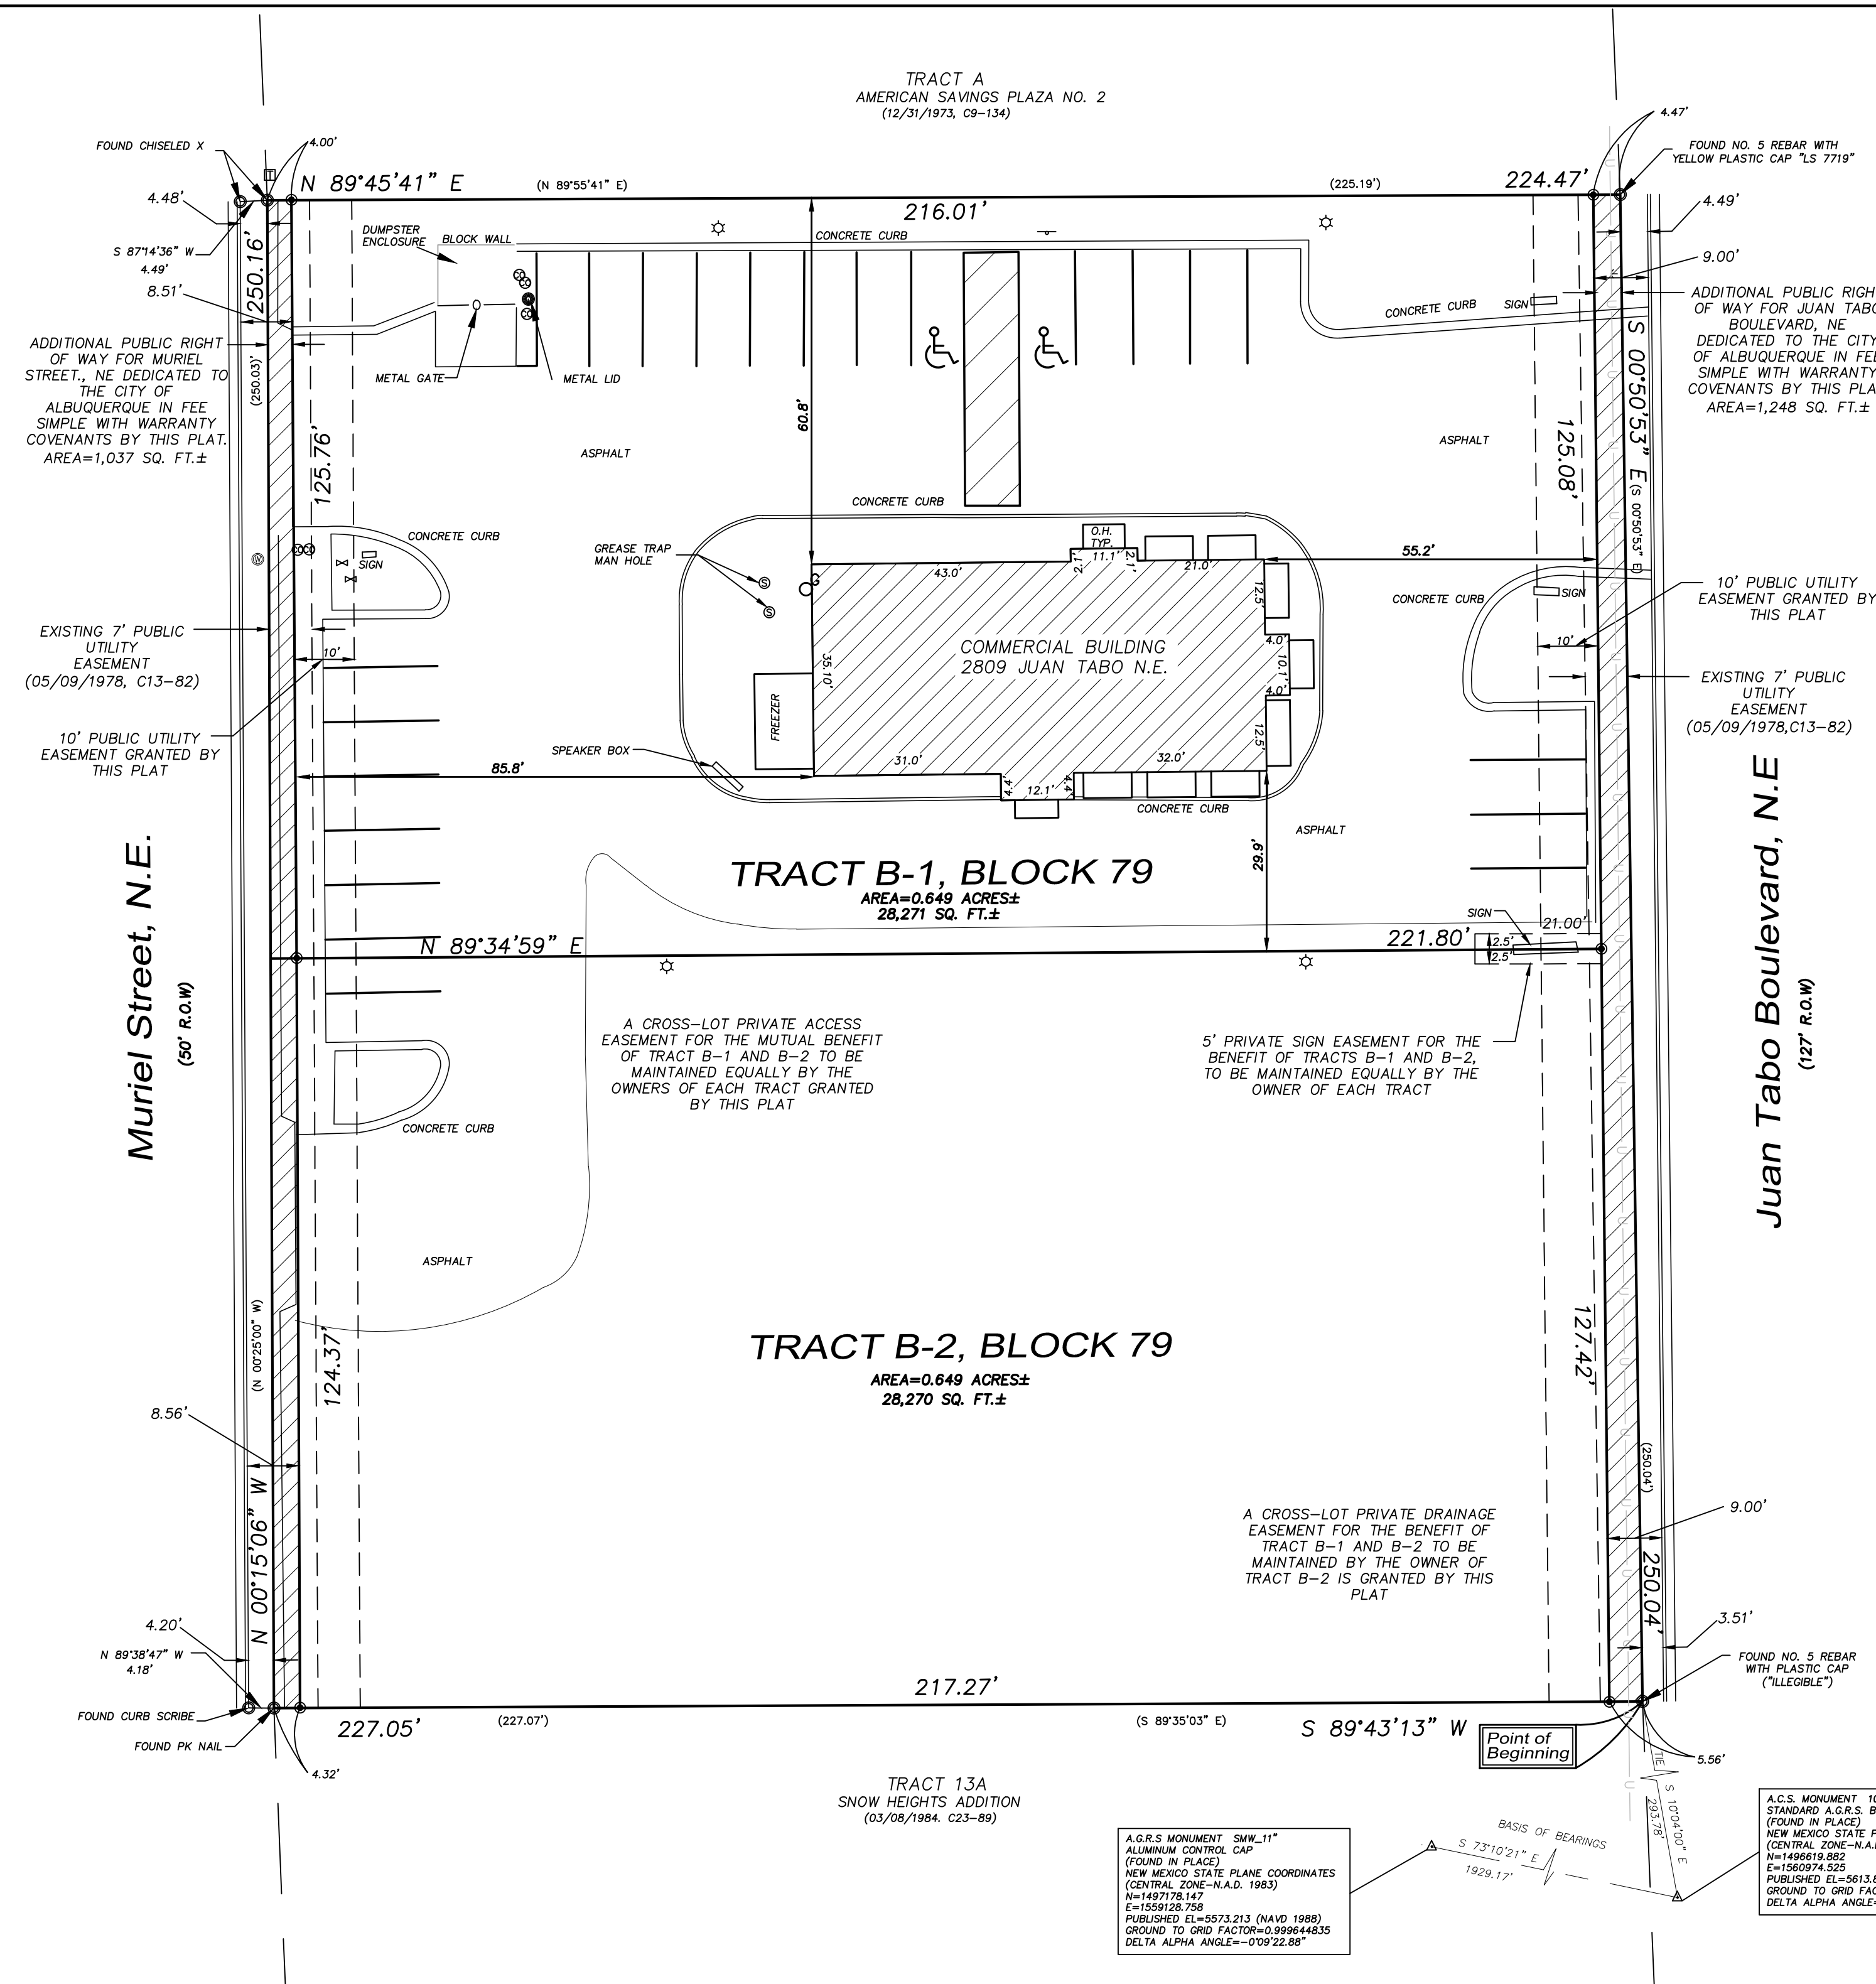 TRACT A
AMERICAN SAVINGS PLAZA NO. 2
(12/31/1973, C9-134)
FOUND CHISELED X
4.00'
4.47'
FOUND NO. 5 REBAR WITH
YELLOW PLASTIC CAP "LS 7719"
N 89°45'41" E
(N 89°55'41" E)
(225.19')
224.47'
216.01'
4.48'
S 87°14'36" W
4.49'
8.51'
250.16'
(250.03')
4.49'
9.00'
DUMPSTER
ENCLOSURE
BLOCK WALL
CONCRETE CURB
METAL GATE
METAL LID
CONCRETE CURB
SIGN
ADDITIONAL PUBLIC RIGHT
OF WAY FOR MURIEL
STREET., NE DEDICATED TO
THE CITY OF
ALBUQUERQUE IN FEE
SIMPLE WITH WARRANTY
COVENANTS BY THIS PLAT.
AREA=1,037 SQ. FT.±
ADDITIONAL PUBLIC RIGH
OF WAY FOR JUAN TABO
BOULEVARD, NE
DEDICATED TO THE CITY
OF ALBUQUERQUE IN FEE
SIMPLE WITH WARRANTY
COVENANTS BY THIS PLA
AREA=1,248 SQ. FT.±
S 00°50'53" E
(S 00°50'53" E)
125.76'
60.8'
125.08'
ASPHALT
ASPHALT
CONCRETE CURB
CONCRETE CURB
SIGN
W
GREASE TRAP
MAN HOLE
S
S
G
O.H.
TYP.
43.0'
2.1'
11.1'
2.1'
21.0'
12.5'
4.0'
10.1'
4.0'
12.5'
55.2'
CONCRETE CURB
SIGN
COMMERCIAL BUILDING
2809 JUAN TABO N.E.
35.10'
FREEZER
SPEAKER BOX
31.0'
4.4'
12.1'
4.4'
32.0'
CONCRETE CURB
85.8'
29.9'
ASPHALT
EXISTING 7' PUBLIC
UTILITY
EASEMENT
(05/09/1978, C13-82)
10'
10' PUBLIC UTILITY
EASEMENT GRANTED BY
THIS PLAT
10' PUBLIC UTILITY
EASEMENT GRANTED BY
THIS PLAT
10'
EXISTING 7' PUBLIC
UTILITY
EASEMENT
(05/09/1978,C13-82)
TRACT B-1, BLOCK 79
AREA=0.649 ACRES±
28,271 SQ. FT.±
Muriel Street, N.E.
(50' R.O.W)
Juan Tabo Boulevard, N.E
(127' R.O.W)
N 89°34'59" E
221.80'
SIGN
21.00'
2.5'
2.5'
A CROSS-LOT PRIVATE ACCESS
EASEMENT FOR THE MUTUAL BENEFIT
OF TRACT B-1 AND B-2 TO BE
MAINTAINED EQUALLY BY THE
OWNERS OF EACH TRACT GRANTED
BY THIS PLAT
5' PRIVATE SIGN EASEMENT FOR THE
BENEFIT OF TRACTS B-1 AND B-2,
TO BE MAINTAINED EQUALLY BY THE
OWNER OF EACH TRACT
CONCRETE CURB
ASPHALT
(N 00°25'00" W)
124.37'
127.42'
TRACT B-2, BLOCK 79
AREA=0.649 ACRES±
28,270 SQ. FT.±
8.56'
N 00°15'06" W
(250.04')
9.00'
250.04'
A CROSS-LOT PRIVATE DRAINAGE
EASEMENT FOR THE BENEFIT OF
TRACT B-1 AND B-2 TO BE
MAINTAINED BY THE OWNER OF
TRACT B-2 IS GRANTED BY THIS
PLAT
4.20'
N 89°38'47" W
4.18'
3.51'
FOUND NO. 5 REBAR
WITH PLASTIC CAP
("ILLEGIBLE")
FOUND CURB SCRIBE
FOUND PK NAIL
4.32'
217.27'
227.05'
(227.07')
(S 89°35'03" E)
S 89°43'13" W
Point of
Beginning
5.56'
TRACT 13A
SNOW HEIGHTS ADDITION
(03/08/1984. C23-89)
TIE S 10°04'00" E
293.78'
BASIS OF BEARINGS
S 73°10'21" E
1929.17'
A.G.R.S MONUMENT SMW_11"
ALUMINUM CONTROL CAP
(FOUND IN PLACE)
NEW MEXICO STATE PLANE COORDINATES
(CENTRAL ZONE-N.A.D. 1983)
N=1497178.147
E=1559128.758
PUBLISHED EL=5573.213 (NAVD 1988)
GROUND TO GRID FACTOR=0.999644835
DELTA ALPHA ANGLE=-0°09'22.88"
A.C.S. MONUMENT 10
STANDARD A.G.R.S. B
(FOUND IN PLACE)
NEW MEXICO STATE P
(CENTRAL ZONE-N.A.
N=1496619.882
E=1560974.525
PUBLISHED EL=5613.8
GROUND TO GRID FAC
DELTA ALPHA ANGLE=